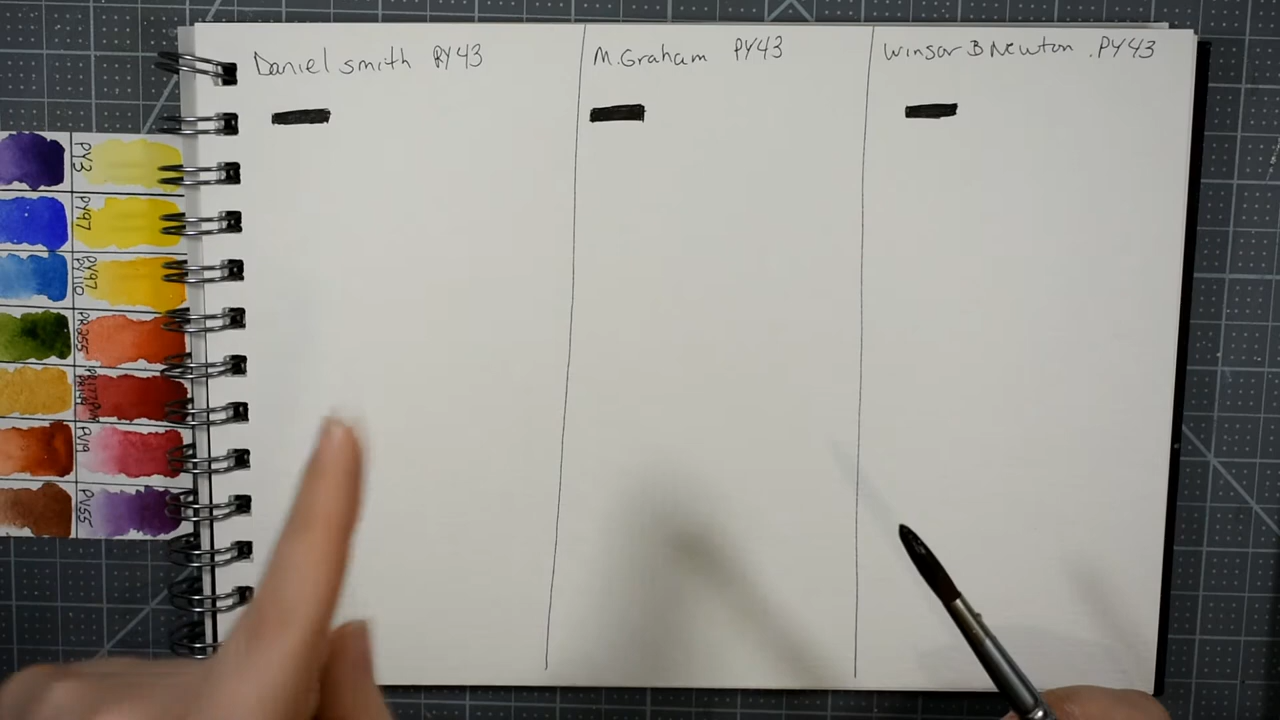 Daniel smith PY43
M.Graham PY43
Winsor & Newton .PY43
PY3
PY97
PY97
PY110
PR255
PV19
PV55